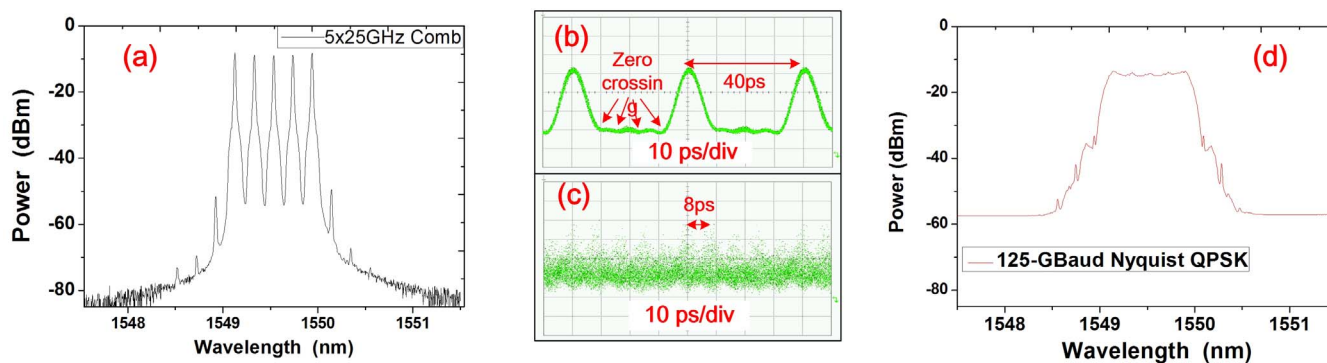 (a)
5x25GHz Comb
Power (dBm)
0
-20
-40
-60
-80
1548
1549
1550
1551
Wavelength (nm)
(b)
Zero
crossin
g
40ps
10 ps/div
(c)
8ps
10 ps/div
(d)
Power (dBm)
0
-20
-40
-60
-80
125-GBaud Nyquist QPSK
1548
1549
1550
1551
Wavelength (nm)